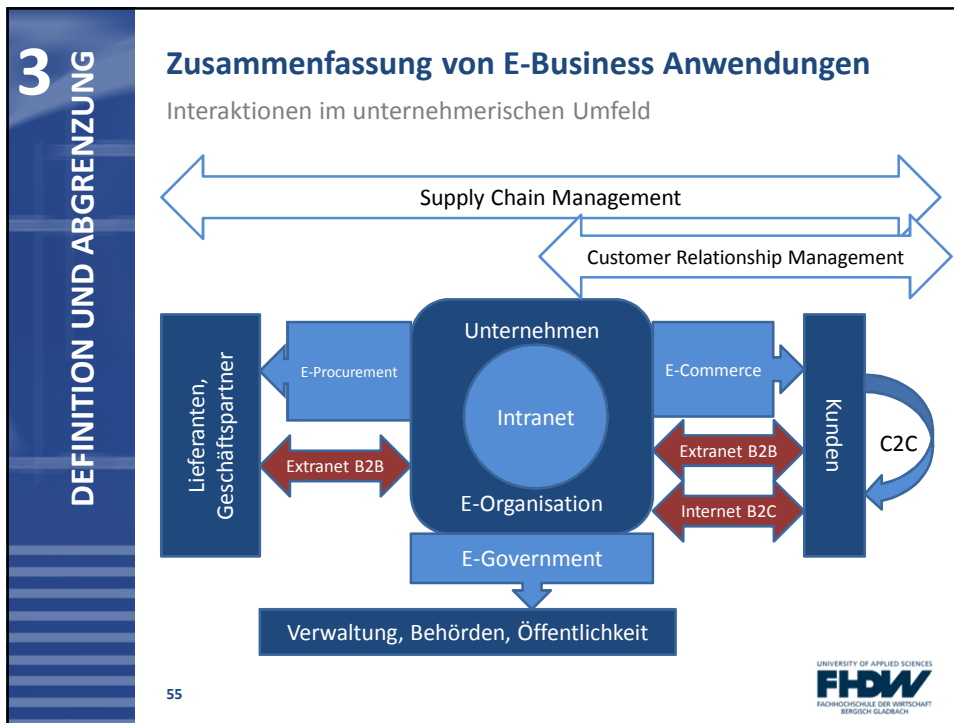 3
DEFINITION UND ABGRENZUNG
Zusammenfassung von E-Business Anwendungen
Interaktionen im unternehmerischen Umfeld
Supply Chain Management
Customer Relationship Management
Lieferanten,
Geschäftspartner
E-Procurement
Extranet B2B
Unternehmen
Intranet
E-Organisation
E-Commerce
Extranet B2B
Internet B2C
Kunden
C2C
E-Government
Verwaltung, Behörden, Öffentlichkeit
55
UNIVERSITY OF APPLIED SCIENCES
FHDW
FACHHOCHSCHULE DER WIRTSCHAFT
BERGISCH GLADBACH